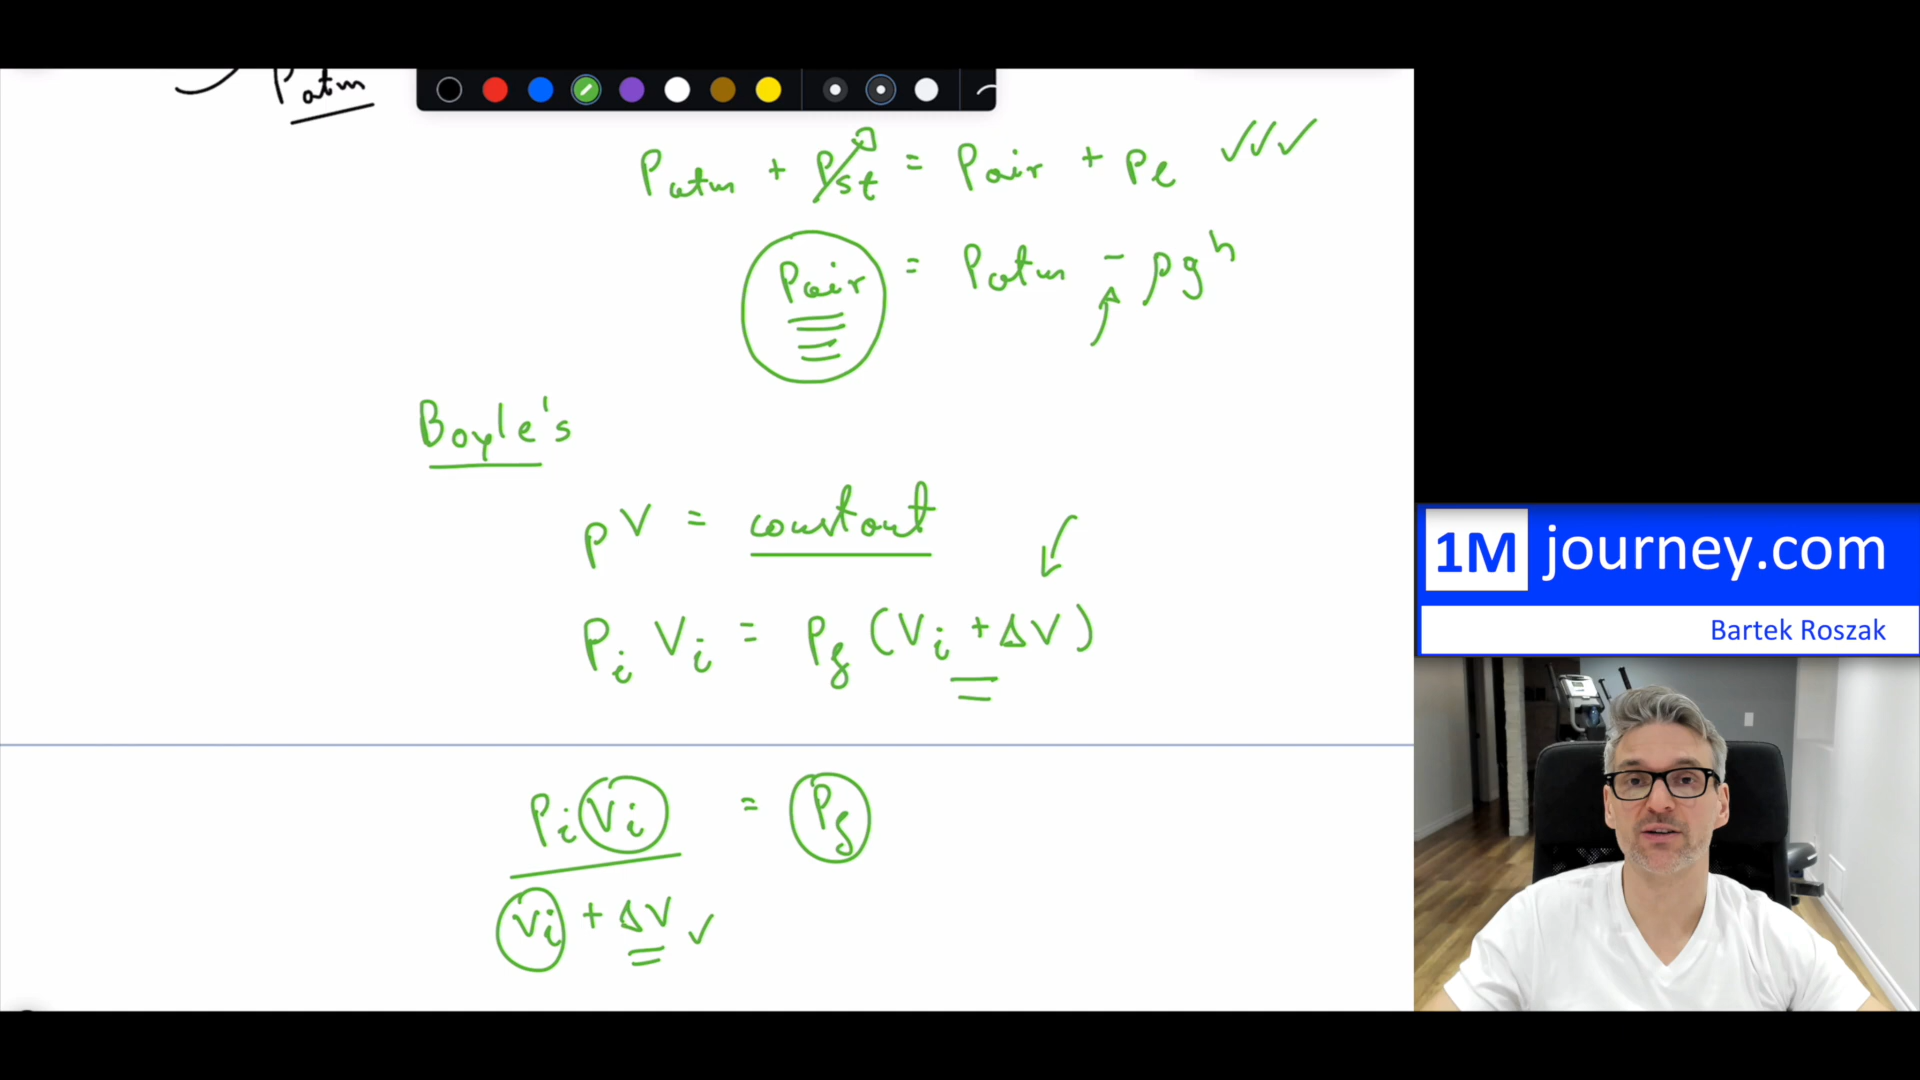 Patm
Patm + Pst = Pair + Pl
Pair = Patm - ρgh
Boyle's
PV = constant
Pi Vi = Pf (Vi + ΔV)
Pi Vi = Pf
Vi + ΔV
1M journey.com
Bartek Roszak